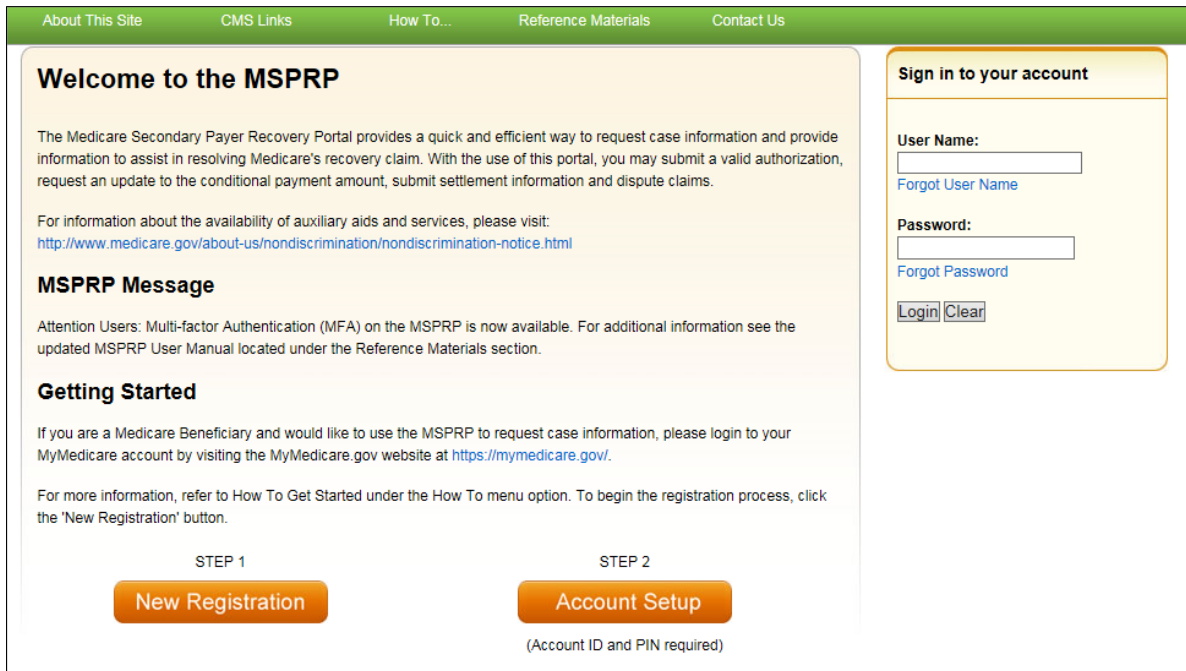 About This Site CMS Links How To... Reference Materials Contact Us
Welcome to the MSPRP
The Medicare Secondary Payer Recovery Portal provides a quick and efficient way to request case information and provide
information to assist in resolving Medicare's recovery claim. With the use of this portal, you may submit a valid authorization,
request an update to the conditional payment amount, submit settlement information and dispute claims.
For information about the availability of auxiliary aids and services, please visit:
http://www.medicare.gov/about-us/nondiscrimination/nondiscrimination-notice.html
MSPRP Message
Attention Users: Multi-factor Authentication (MFA) on the MSPRP is now available. For additional information see the
updated MSPRP User Manual located under the Reference Materials section.
Getting Started
If you are a Medicare Beneficiary and would like to use the MSPRP to request case information, please login to your
MyMedicare account by visiting the MyMedicare.gov website at https://mymedicare.gov/.
For more information, refer to How To Get Started under the How To menu option. To begin the registration process, click
the 'New Registration' button.
STEP 1 STEP 2
New Registration Account Setup
(Account ID and PIN required)
Sign in to your account
User Name:
Forgot User Name
Password:
Forgot Password
Login Clear